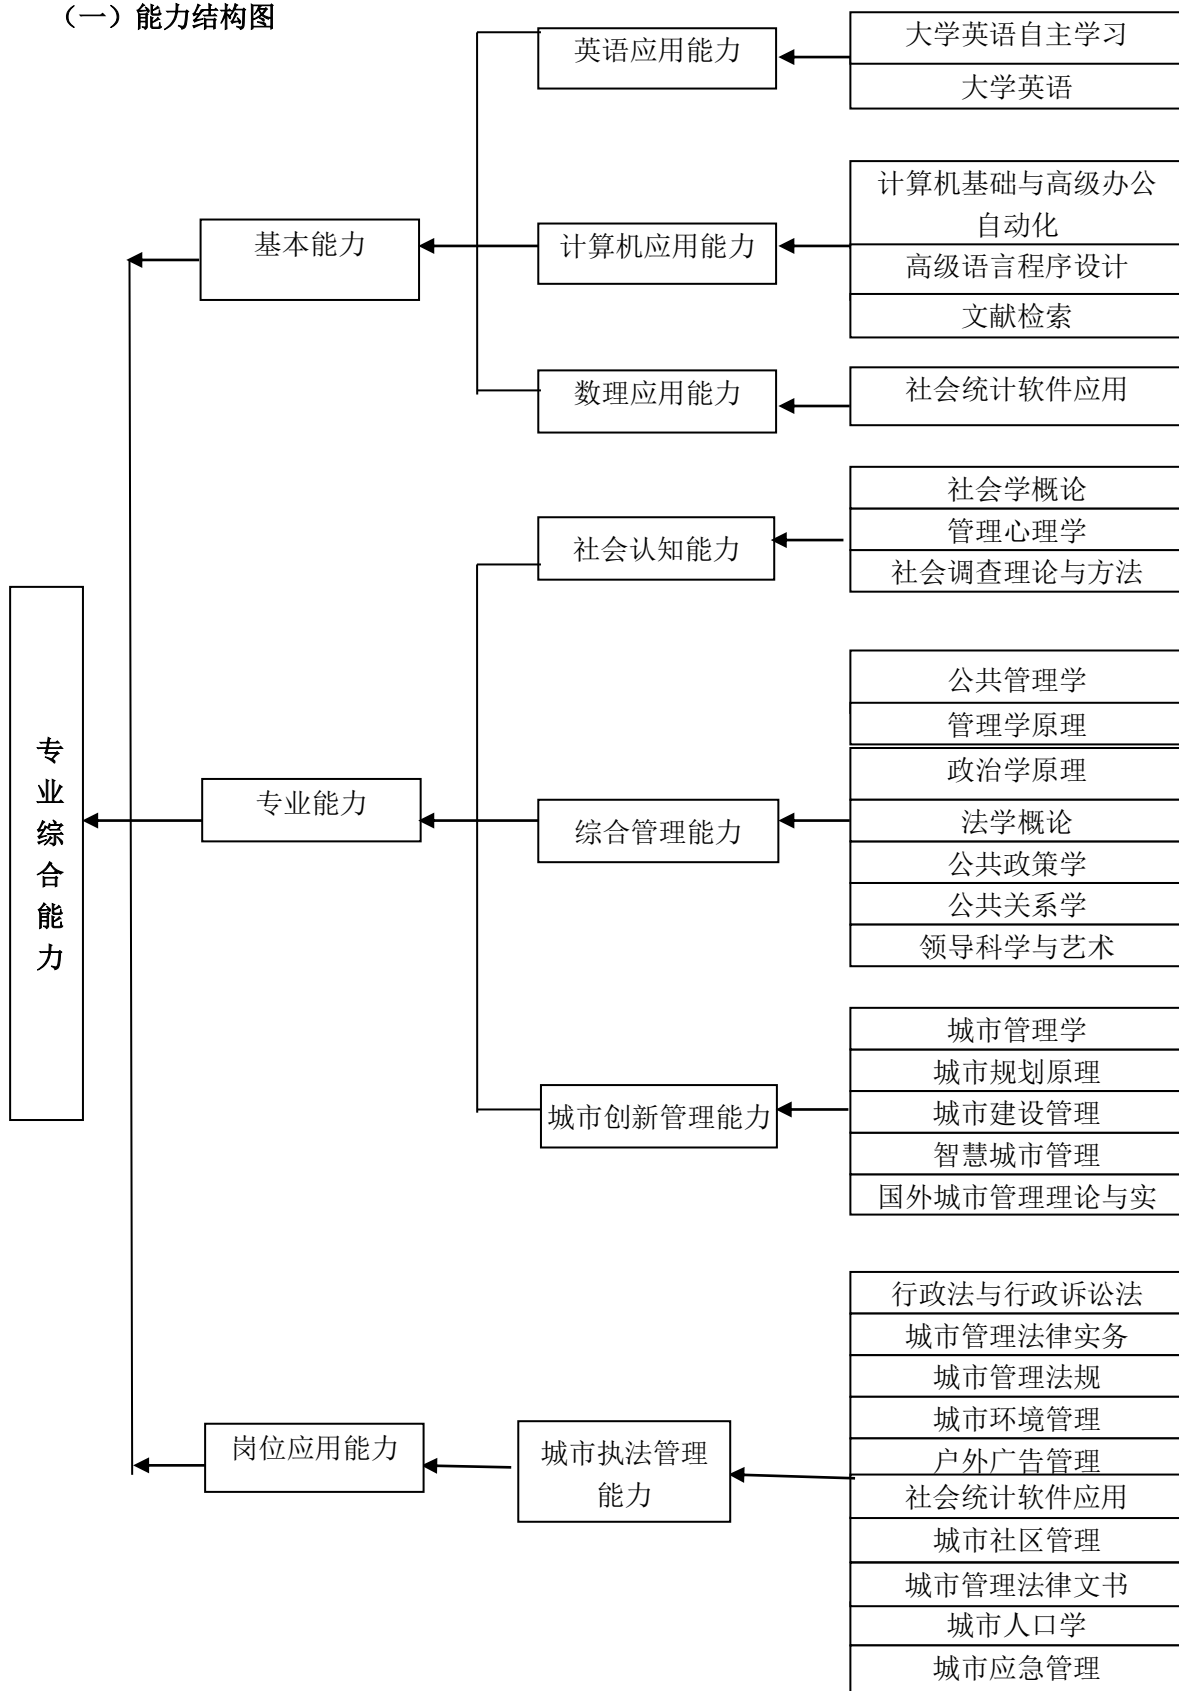 （一）能力结构图
英语应用能力
大学英语自主学习
大学英语
基本能力
计算机应用能力
计算机基础与高级办公
自动化
高级语言程序设计
文献检索
数理应用能力
社会统计软件应用
专
业
综
合
能
力
专业能力
社会认知能力
社会学概论
管理心理学
社会调查理论与方法
综合管理能力
公共管理学
管理学原理
政治学原理
法学概论
公共政策学
公共关系学
领导科学与艺术
城市创新管理能力
城市管理学
城市规划原理
城市建设管理
智慧城市管理
国外城市管理理论与实
岗位应用能力
城市执法管理
能力
行政法与行政诉讼法
城市管理法律实务
城市管理法规
城市环境管理
户外广告管理
社会统计软件应用
城市社区管理
城市管理法律文书
城市人口学
城市应急管理